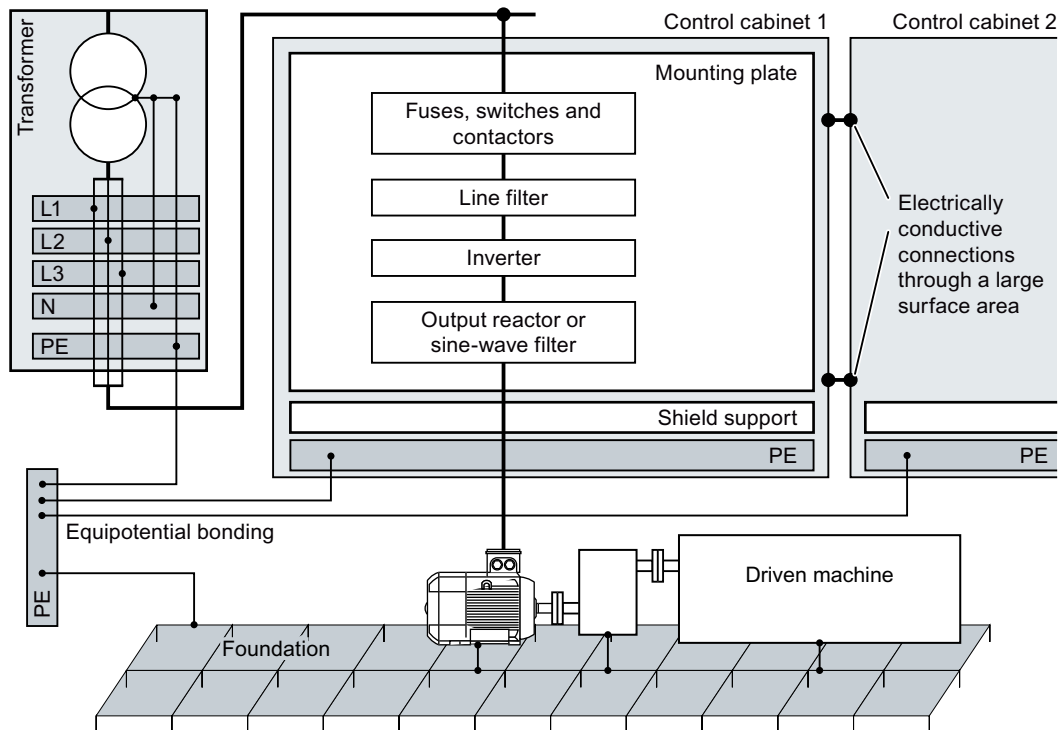 Transformer
L1
L2
L3
N
PE
Control cabinet 1
Control cabinet 2
Mounting plate
Fuses, switches and
contactors
Line filter
Inverter
Output reactor or
sine-wave filter
Shield support
PE
PE
Electrically
conductive
connections
through a large
surface area
Equipotential bonding
PE
Driven machine
Foundation